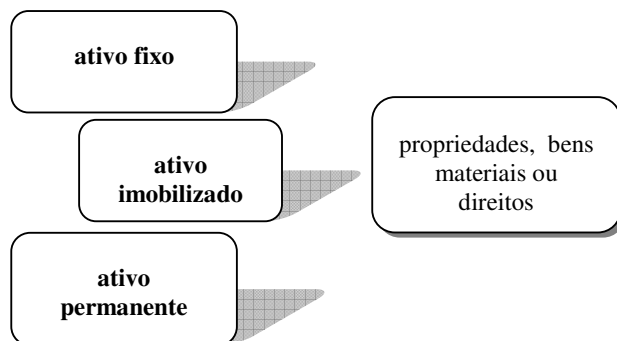 ativo fixo
ativo
imobilizado
propriedades, bens
materiais ou
direitos
ativo
permanente